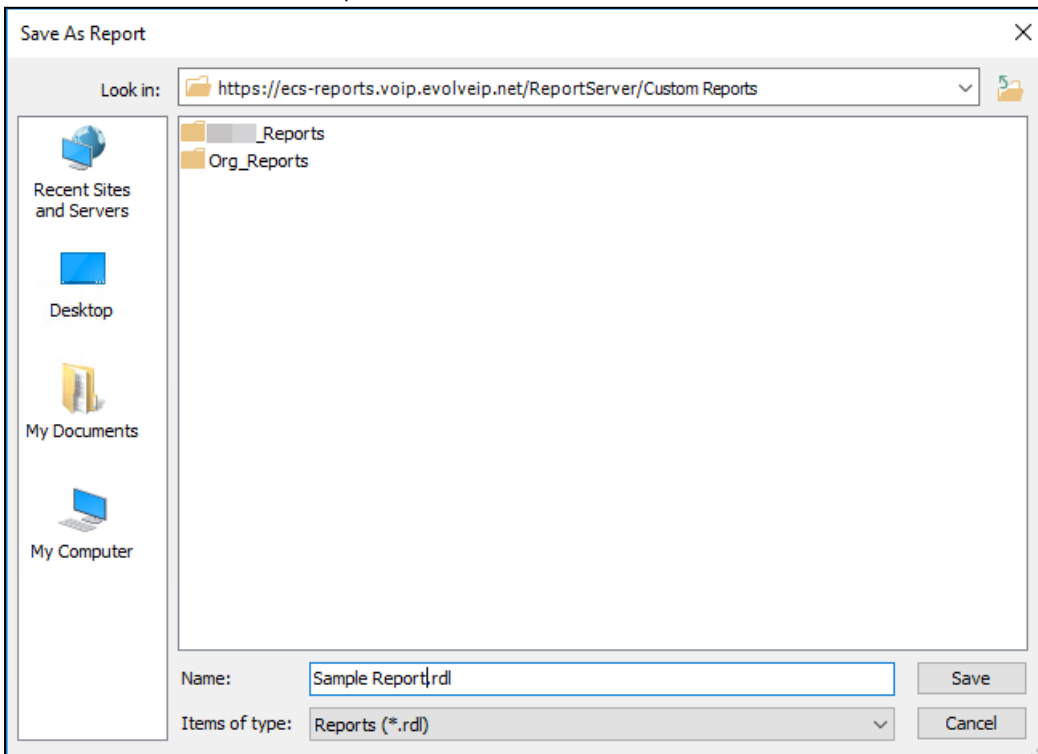 Save As Report
Look in:
https://ecs-reports.voip.evolveip.net/ReportServer/Custom Reports
_Reports
Org_Reports
Recent Sites
and Servers
Desktop
My Documents
My Computer
Name:
Sample Report.rdl
Save
Items of type:
Reports (*.rdl)
Cancel